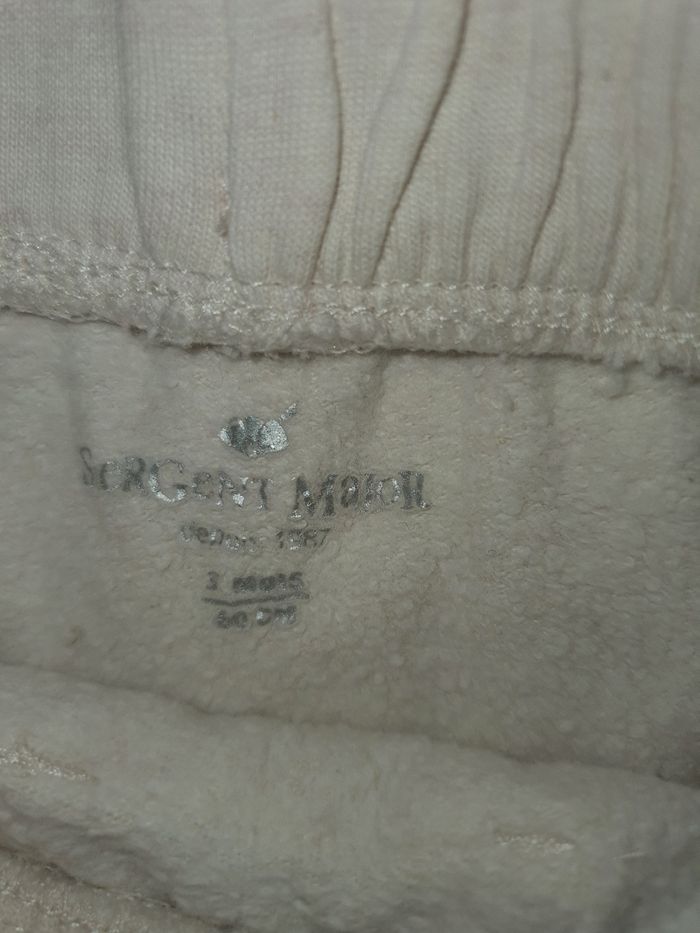 SeRGeNT MaJOR
depuis 1987
3 mois
60 cm